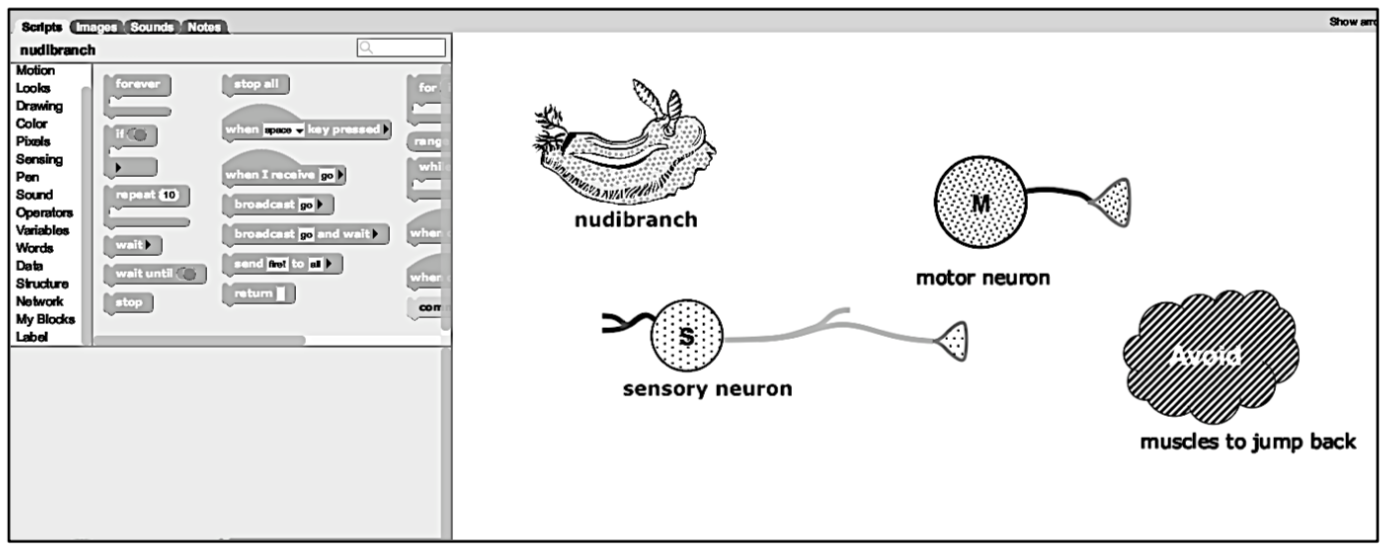 Scripts Images Sounds Notes
Show arro
nudibranch
Motion
Looks
Drawing
Color
Pixels
Sensing
Pen
Sound
Operators
Variables
Words
Data
Structure
Network
My Blocks
Label
forever
if
repeat 10
wait
wait until
stop
stop all
when space key pressed
when I receive go
broadcast go
broadcast go and wait
send first to all
return
for
rang
whil
when
when
com
nudibranch
M
motor neuron
S
sensory neuron
Avoid
muscles to jump back